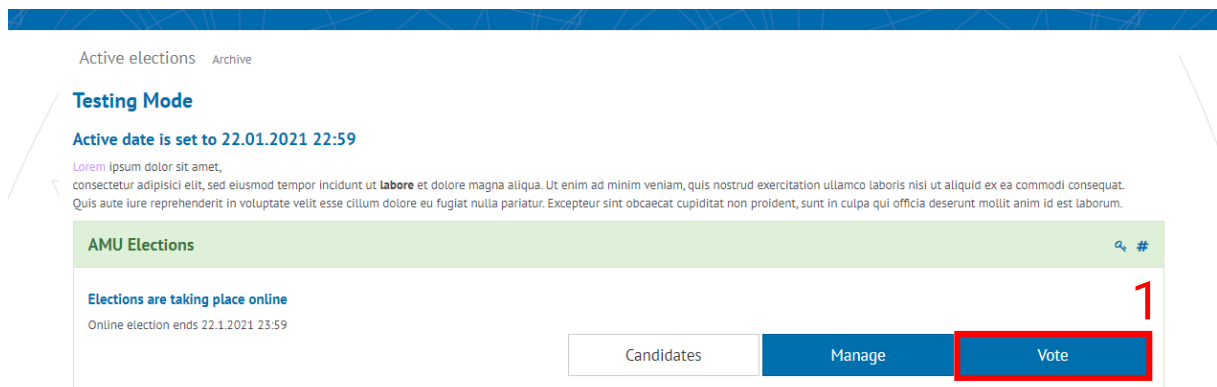 Active elections Archive
Testing Mode
Active date is set to 22.01.2021 22:59
Lorem ipsum dolor sit amet,
consectetur adipisici elit, sed eiusmod tempor incidunt ut labore et dolore magna aliqua. Ut enim ad minim veniam, quis nostrud exercitation ullamco laboris nisi ut aliquid ex ea commodi consequat.
Quis aute iure reprehenderit in voluptate velit esse cillum dolore eu fugiat nulla pariatur. Excepteur sint obcaecat cupiditat non proident, sunt in culpa qui officia deserunt mollit anim id est laborum.
AMU Elections #
Elections are taking place online
Online election ends 22.1.2021 23:59
1
Candidates Manage Vote